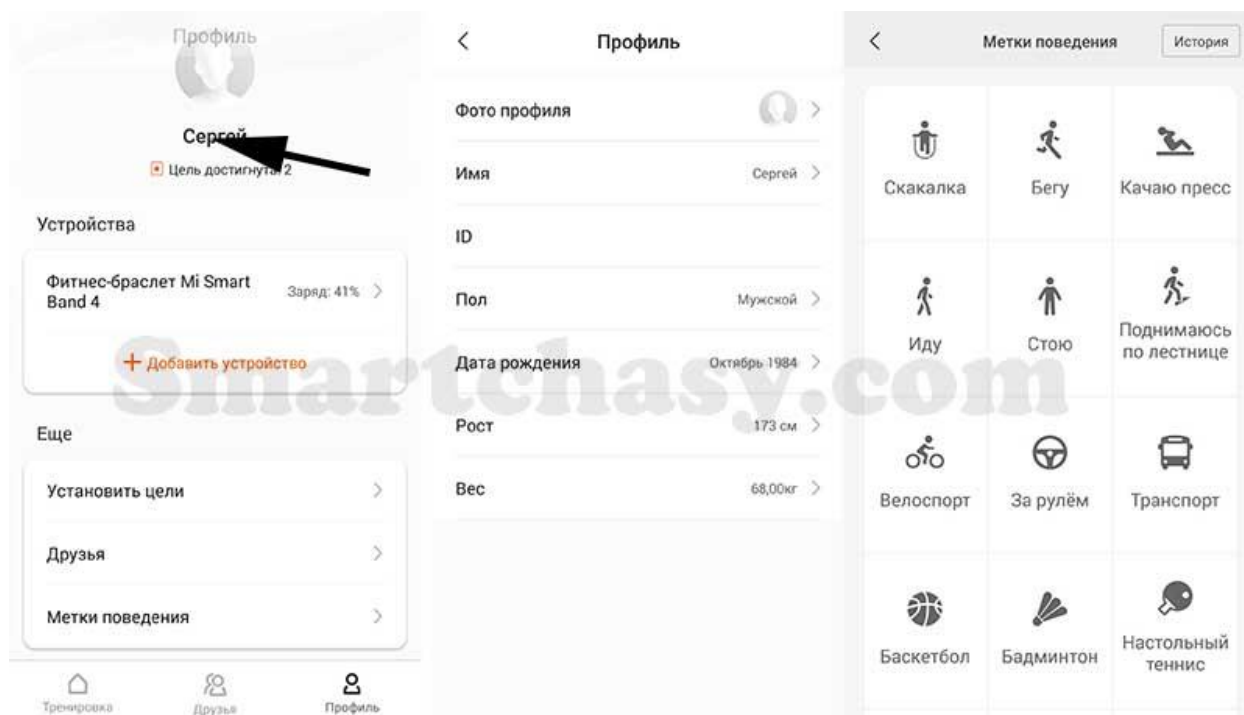 Профиль
Сергей
Цель достигнута: 2
Устройства
Фитнес-браслет Mi Smart
Band 4
Заряд: 41%
Добавить устройство
Еще
Установить цели
Друзья
Метки поведения
Тренировка
Друзья
Профиль
Профиль
Фото профиля
Имя
Сергей
ID
Пол
Мужской
Дата рождения
Октябрь 1984
Рост
173 см
Вес
68,00кг
Метки поведения
История
Скакалка
Бегу
Качаю пресс
Иду
Стою
Поднимаюсь
по лестнице
Велоспорт
За рулём
Транспорт
Баскетбол
Бадминтон
Настольный
теннис
Smartchasy.com